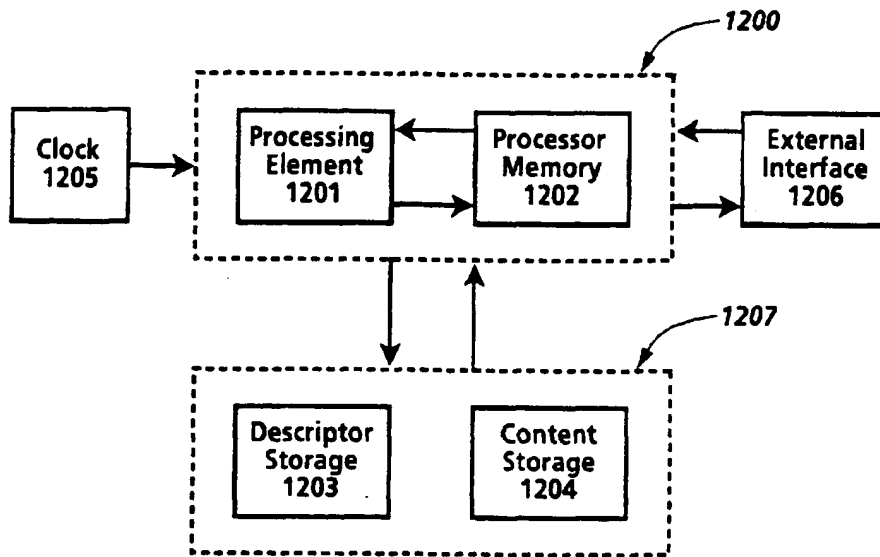 1200
Clock
1205
Processing
Element
1201
Processor
Memory
1202
External
Interface
1206
1207
Descriptor
Storage
1203
Content
Storage
1204